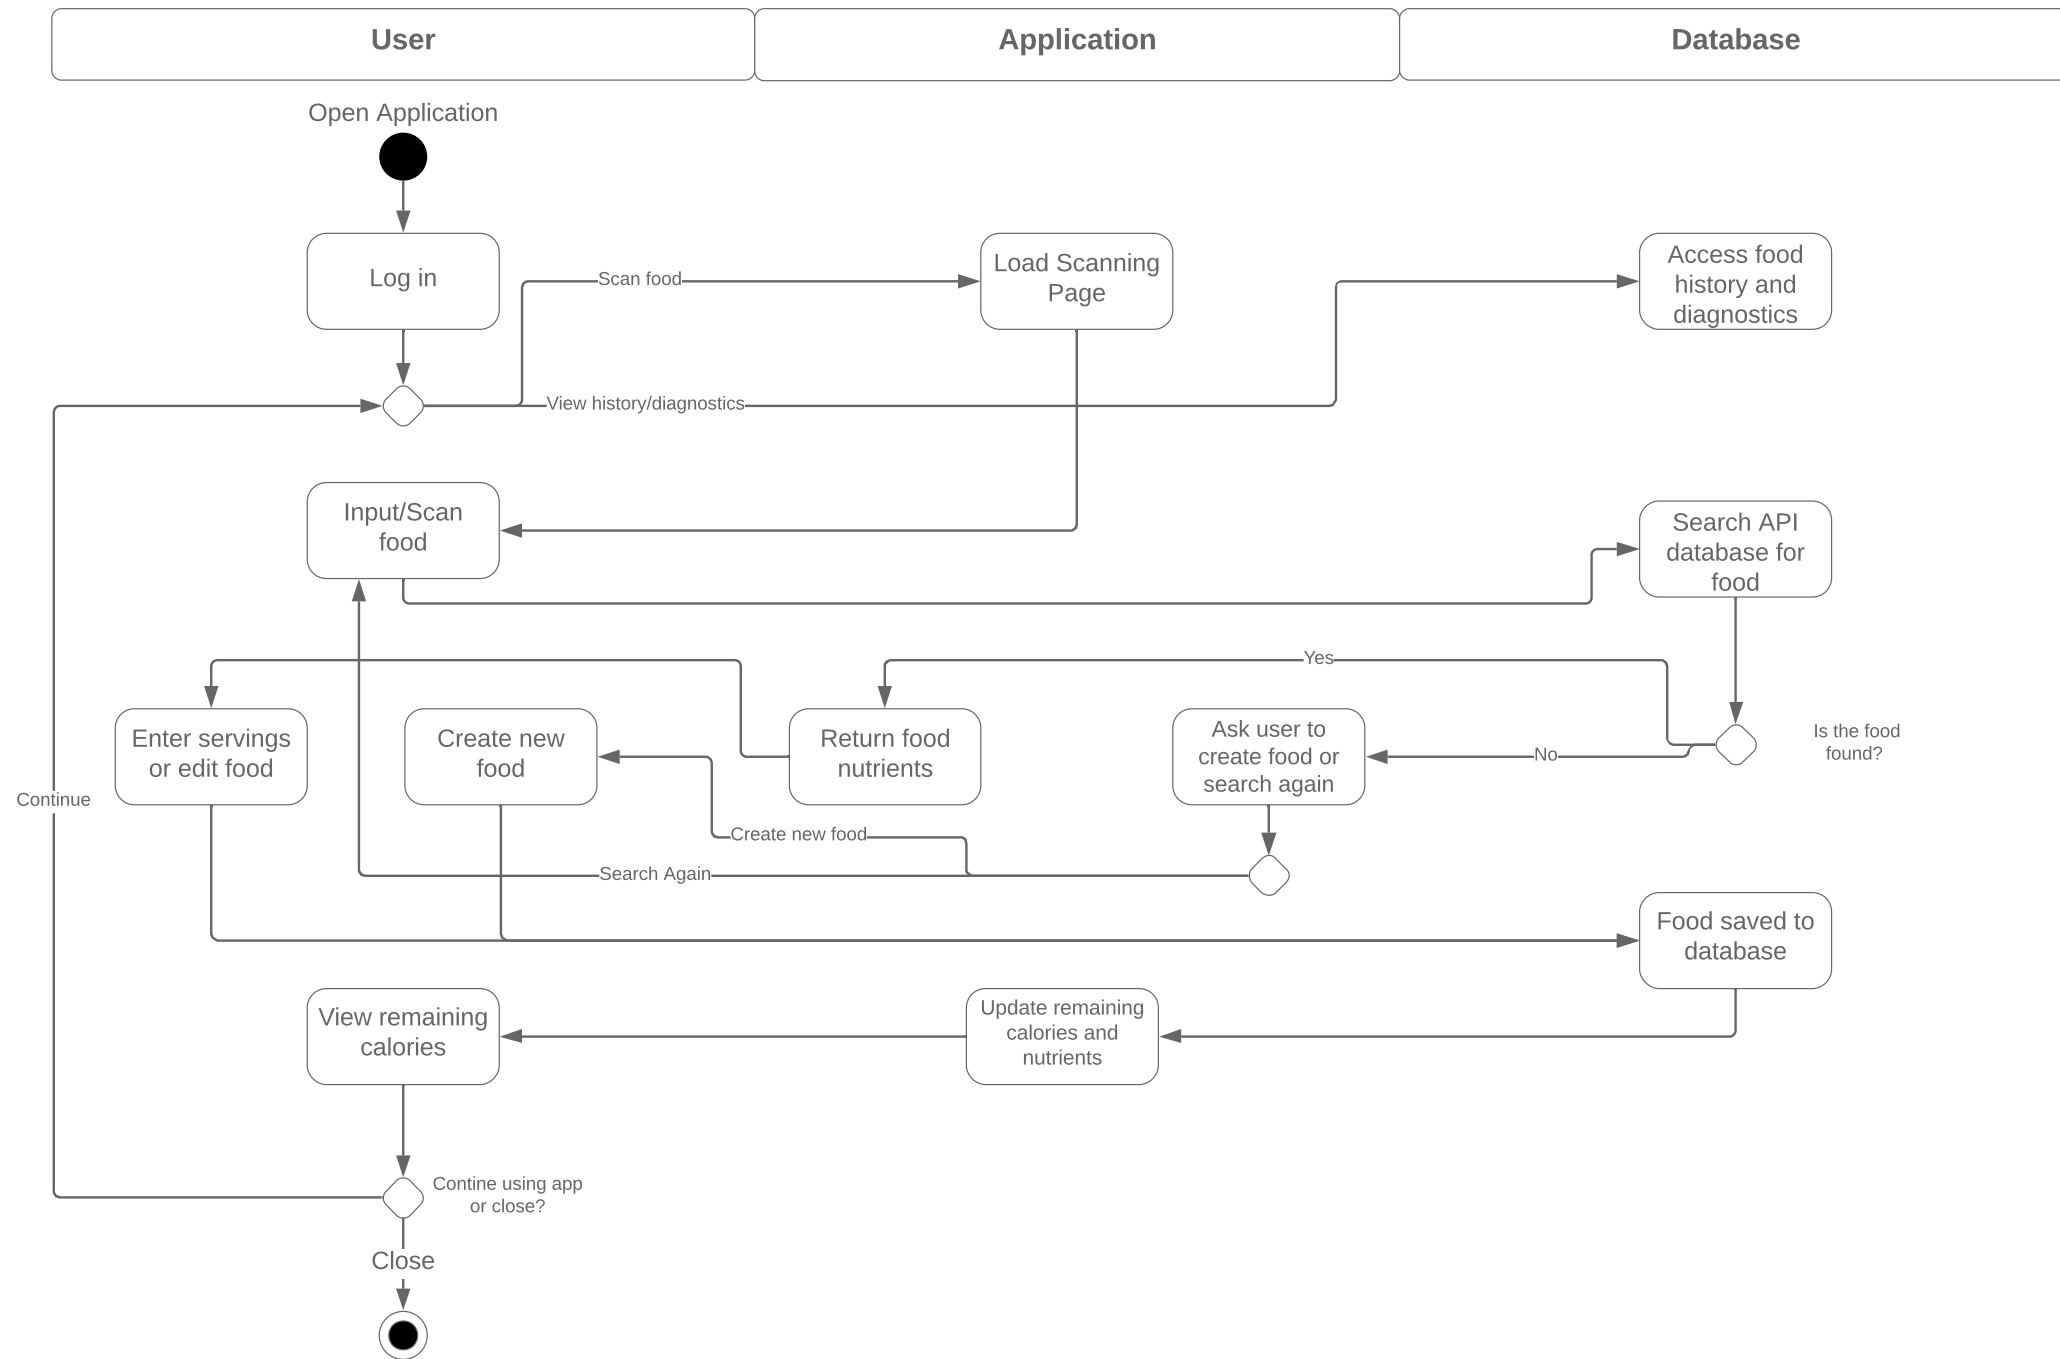 User
Application
Database
Open Application
Log in
Scan food
Load Scanning
Page
Access food
history and
diagnostics
View history/diagnostics
Input/Scan
food
Search API
database for
food
Yes
Enter servings
or edit food
Create new
food
Return food
nutrients
Ask user to
create food or
search again
No
Is the food
found?
Continue
Create new food
Search Again
Food saved to
database
View remaining
calories
Update remaining
calories and
nutrients
Contine using app
or close?
Close